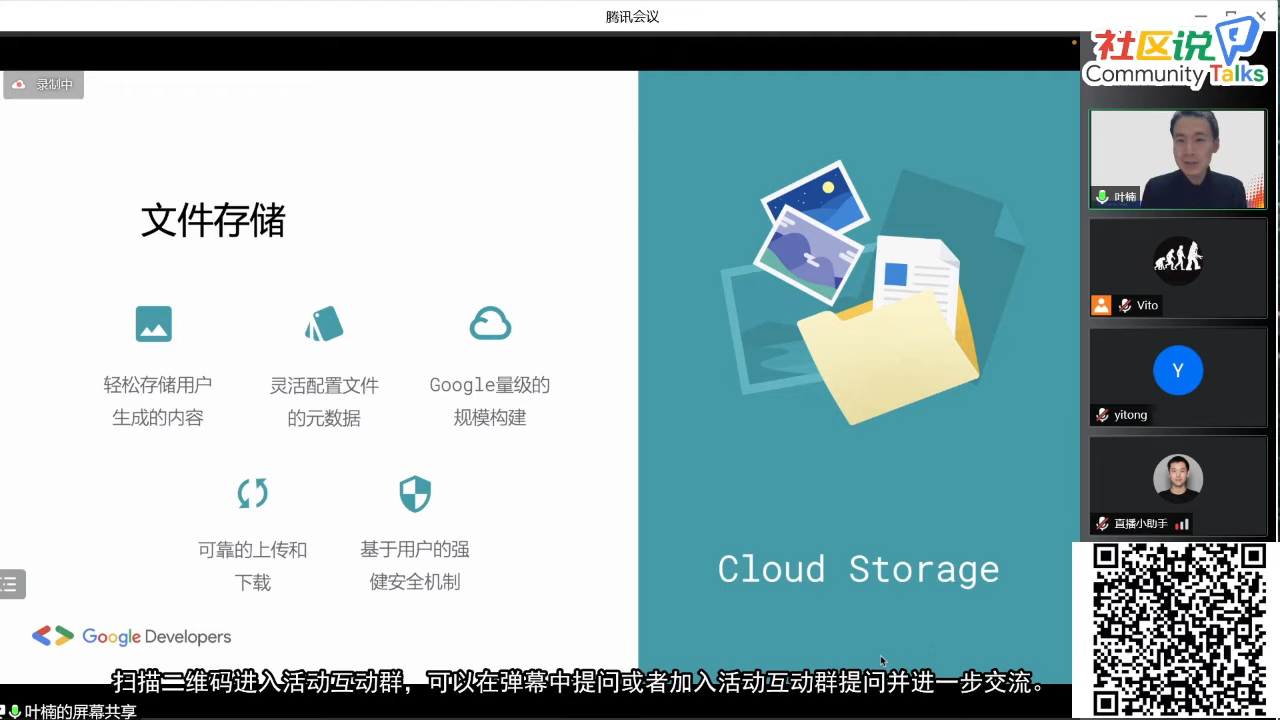 腾讯会议
社区说
Community Talks
录制中
文件存储
轻松存储用户
生成的内容
灵活配置文件
的元数据
Google量级的
规模构建
可靠的上传和
下载
基于用户的强
健安全机制
Google Developers
Cloud Storage
叶楠
Vito
Y
yitong
直播小助手
扫描二维码进入活动互动群，可以在弹幕中提问或者加入活动互动群提问并进一步交流。
叶楠的屏幕共享